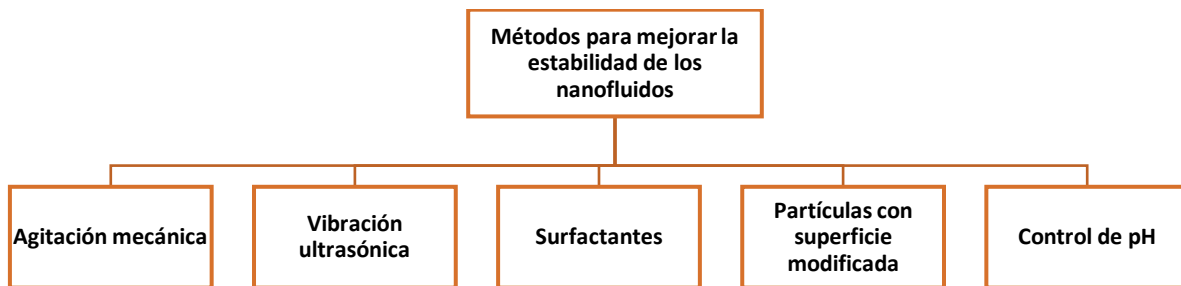 Métodos para mejorar la
estabilidad de los
nanofluidos
Agitación mecánica
Vibración
ultrasónica
Surfactantes
Partículas con
superficie
modificada
Control de pH